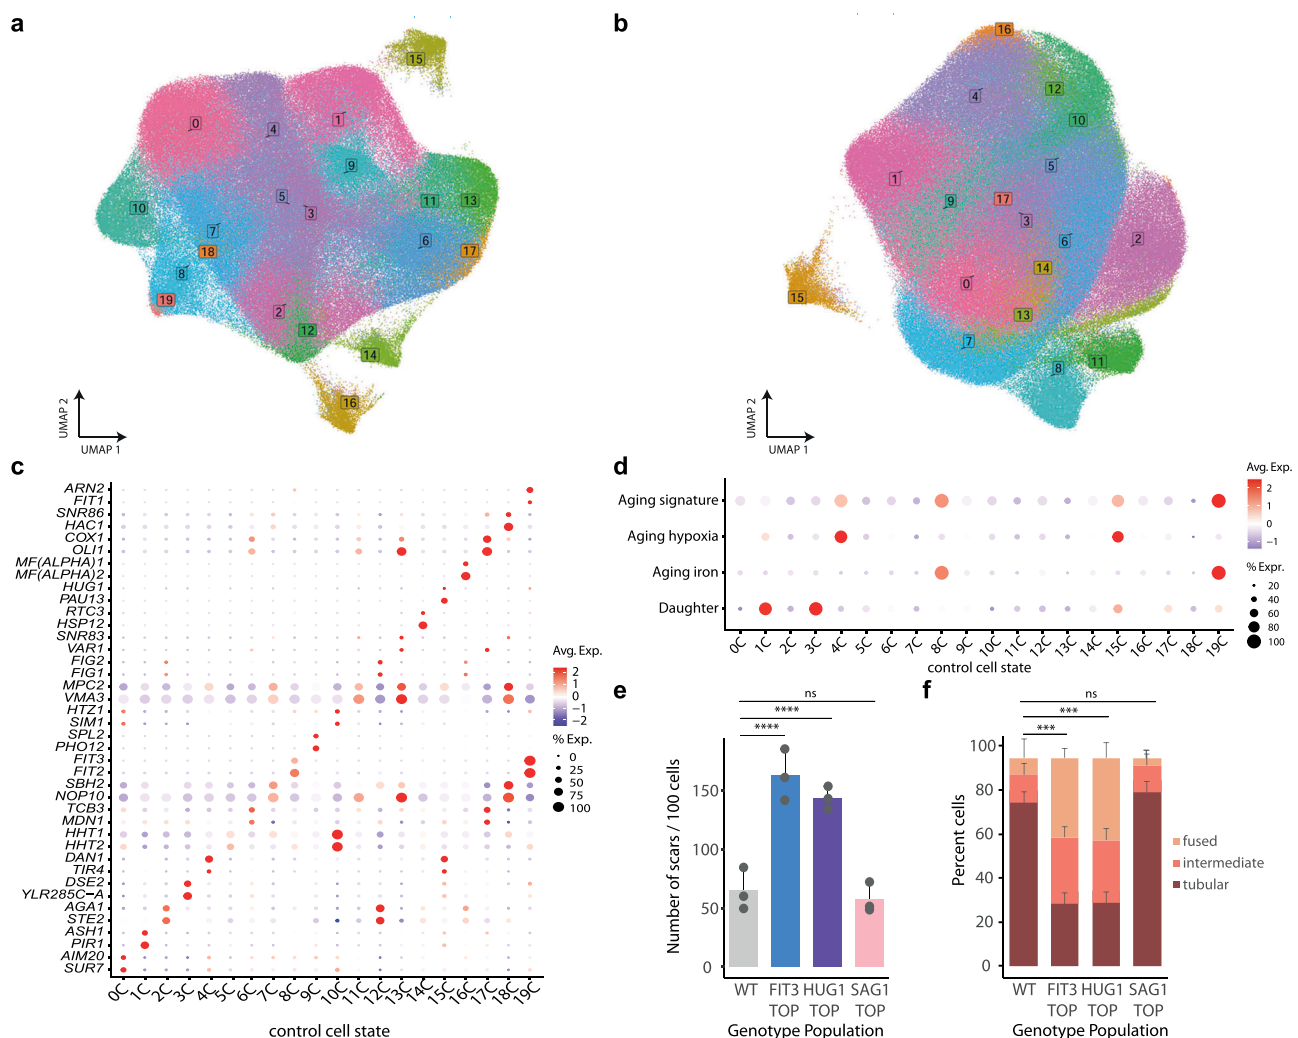 a
15
0
4
1
9
5
3
10
11
13
7
6
17
18
8
19
2
12
14
16
UMAP 2
UMAP 1
b
16
4
12
10
5
1
9
17
3
2
6
14
0
15
13
7
8
11
UMAP 2
UMAP 1
c
ARN2
FIT1
SNR86
HAC1
COX1
OLI1
MF(ALPHA)1
MF(ALPHA)2
HUG1
PAU13
RTC3
HSP12
SNR83
VAR1
FIG2
FIG1
MPC2
VMA3
HTZ1
SIM1
SPL2
PHO12
FIT3
FIT2
SBH2
NOP10
TCB3
MDN1
HHT1
HHT2
DAN1
TIR4
DSE2
YLR285C−A
AGA1
STE2
ASH1
PIR1
AIM20
SUR7
0C 1C 2C 3C 4C 5C 6C 7C 8C 9C 10C 11C 12C 13C 14C 15C 16C 17C 18C 19C
control cell state
Avg. Exp.
2
1
0
−1
−2
% Exp.
0
25
50
75
100
d
Aging signature
Aging hypoxia
Aging iron
Daughter
0C 1C 2C 3C 4C 5C 6C 7C 8C 9C 10C 11C 12C 13C 14C 15C 16C 17C 18C 19C
control cell state
Avg. Exp.
2
1
0
−1
% Expr.
20
40
60
80
100
e
ns
****
****
Number of scars / 100 cells
150
100
50
0
WT FIT3 HUG1 SAG1
TOP TOP TOP
Genotype Population
f
ns
***
***
Percent cells
100
80
60
40
20
0
WT FIT3 HUG1 SAG1
TOP TOP TOP
Genotype Population
fused
intermediate
tubular